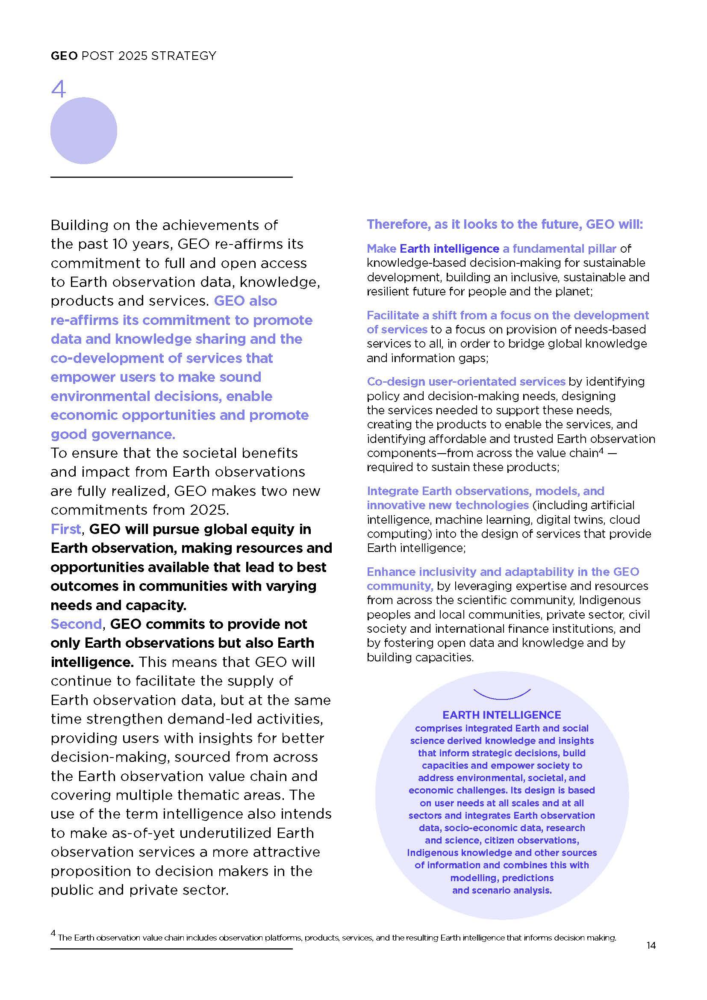 GEO POST 2025 STRATEGY
4
Building on the achievements of
the past 10 years, GEO re-affirms its
commitment to full and open access
to Earth observation data, knowledge,
products and services. GEO also
re-affirms its commitment to promote
data and knowledge sharing and the
co-development of services that
empower users to make sound
environmental decisions, enable
economic opportunities and promote
good governance.
To ensure that the societal benefits
and impact from Earth observations
are fully realized, GEO makes two new
commitments from 2025.
First, GEO will pursue global equity in
Earth observation, making resources and
opportunities available that lead to best
outcomes in communities with varying
needs and capacity.
Second, GEO commits to provide not
only Earth observations but also Earth
intelligence. This means that GEO will
continue to facilitate the supply of
Earth observation data, but at the same
time strengthen demand-led activities,
providing users with insights for better
decision-making, sourced from across
the Earth observation value chain and
covering multiple thematic areas. The
use of the term intelligence also intends
to make as-of-yet underutilized Earth
observation services a more attractive
proposition to decision makers in the
public and private sector.
Therefore, as it looks to the future, GEO will:
Make Earth intelligence a fundamental pillar of
knowledge-based decision-making for sustainable
development, building an inclusive, sustainable and
resilient future for people and the planet;
Facilitate a shift from a focus on the development
of services to a focus on provision of needs-based
services to all, in order to bridge global knowledge
and information gaps;
Co-design user-orientated services by identifying
policy and decision-making needs, designing
the services needed to support these needs,
creating the products to enable the services, and
identifying affordable and trusted Earth observation
components—from across the value chain⁴ —
required to sustain these products;
Integrate Earth observations, models, and
innovative new technologies (including artificial
intelligence, machine learning, digital twins, cloud
computing) into the design of services that provide
Earth intelligence;
Enhance inclusivity and adaptability in the GEO
community, by leveraging expertise and resources
from across the scientific community, Indigenous
peoples and local communities, private sector, civil
society and international finance institutions, and
by fostering open data and knowledge and by
building capacities.
EARTH INTELLIGENCE
comprises integrated Earth and social
science derived knowledge and insights
that inform strategic decisions, build
capacities and empower society to
address environmental, societal, and
economic challenges. Its design is based
on user needs at all scales and at all
sectors and integrates Earth observation
data, socio-economic data, research
and science, citizen observations,
Indigenous knowledge and other sources
of information and combines this with
modelling, predictions
and scenario analysis.
⁴ The Earth observation value chain includes observation platforms, products, services, and the resulting Earth intelligence that informs decision making.
14